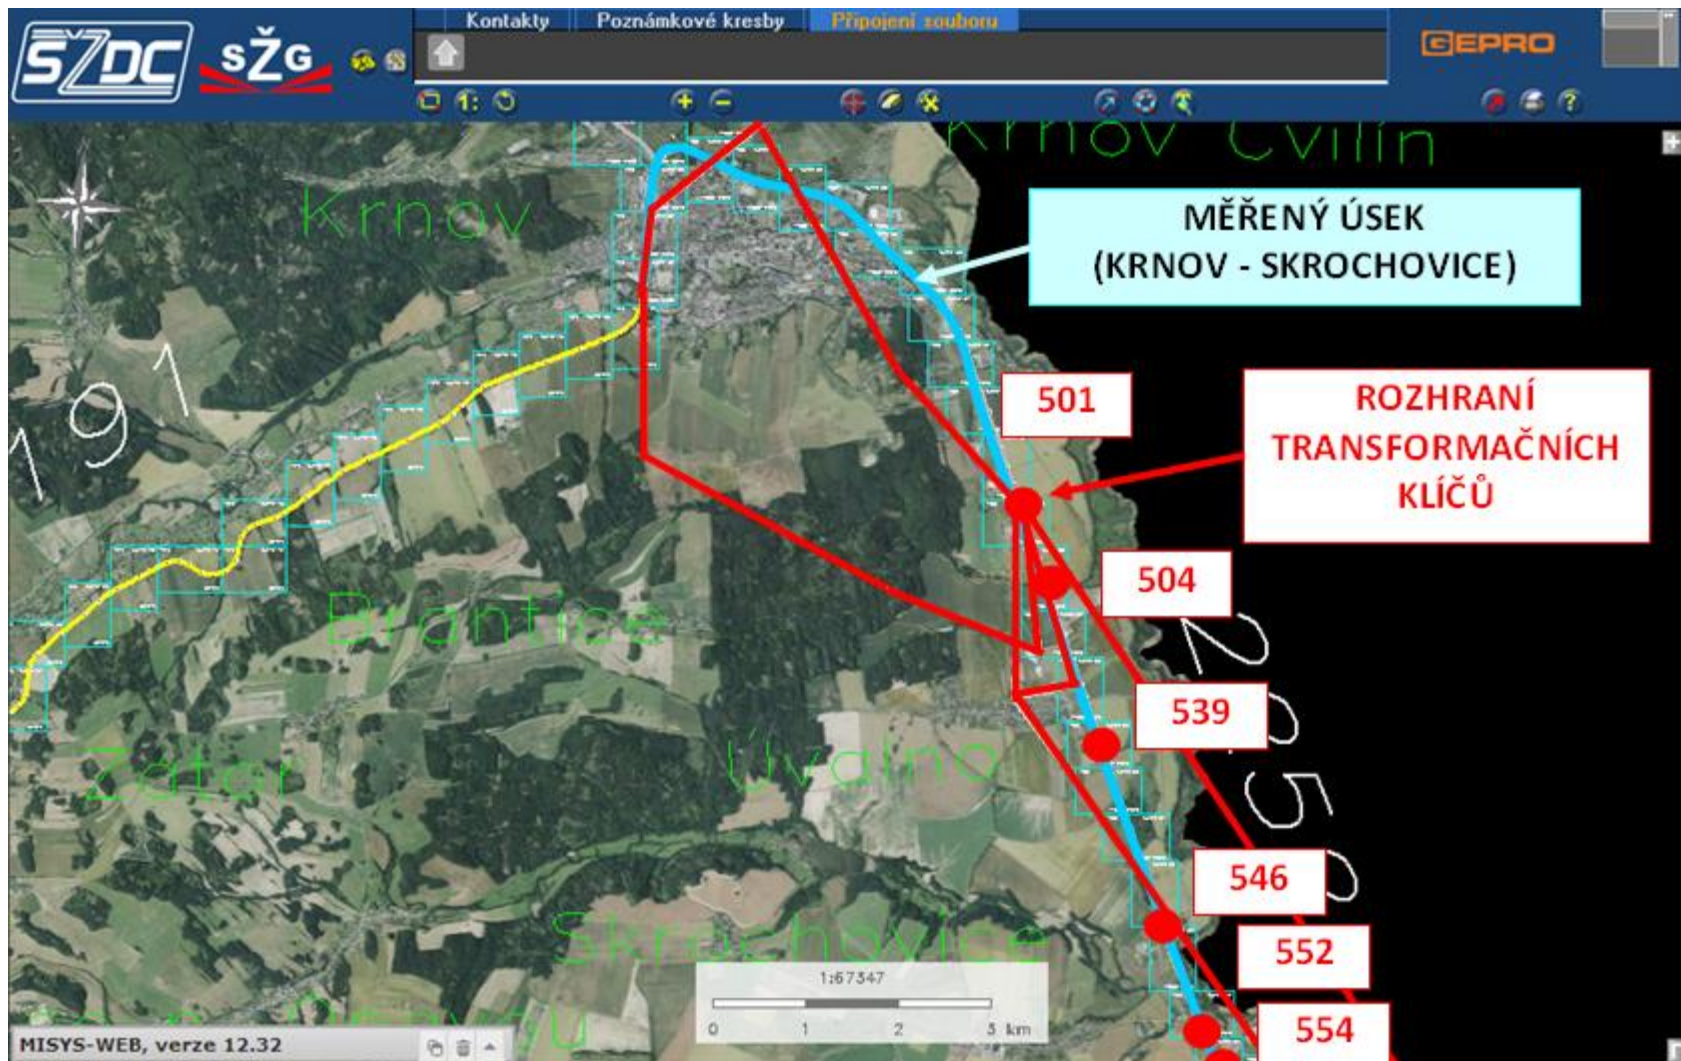 Kontakty
Poznámkové kresby
Připojení souboru
SŽDC
SŽG
GEPRO
1:
?
Krnov Cvilín
Krnov
MĚŘENÝ ÚSEK
(KRNOV - SKROCHOVICE)
191
501
ROZHRANÍ
TRANSFORMAČNÍCH
KLÍČŮ
504
Brantice
539
Zátor
Úvalno
546
Skrochovice
552
1:67347
0 1 2 3 km
554
MISYS-WEB, verze 12.32